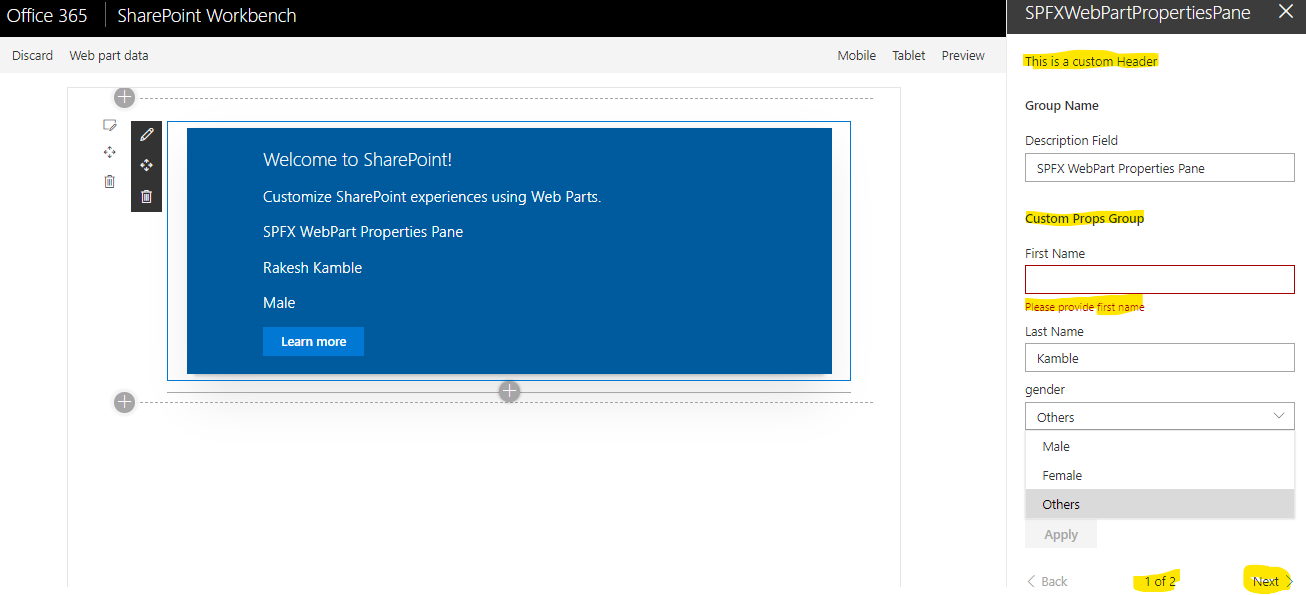 Office 365 SharePoint Workbench
SPFXWebPartPropertiesPane
Discard Web part data Mobile Tablet Preview
Welcome to SharePoint!
Customize SharePoint experiences using Web Parts.
SPFX WebPart Properties Pane
Rakesh Kamble
Male
Learn more
This is a custom Header
Group Name
Description Field
SPFX WebPart Properties Pane
Custom Props Group
First Name
Please provide first name
Last Name
Kamble
gender
Others
Male
Female
Others
Apply
Back 1 of 2 Next